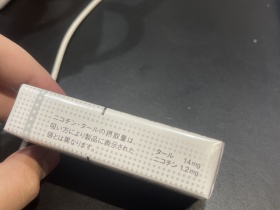 ニコチン・タールの摂取量は、
吸い方により製品に表示された
値とは異なります。
タール 14mg
ニコチン 1.2mg